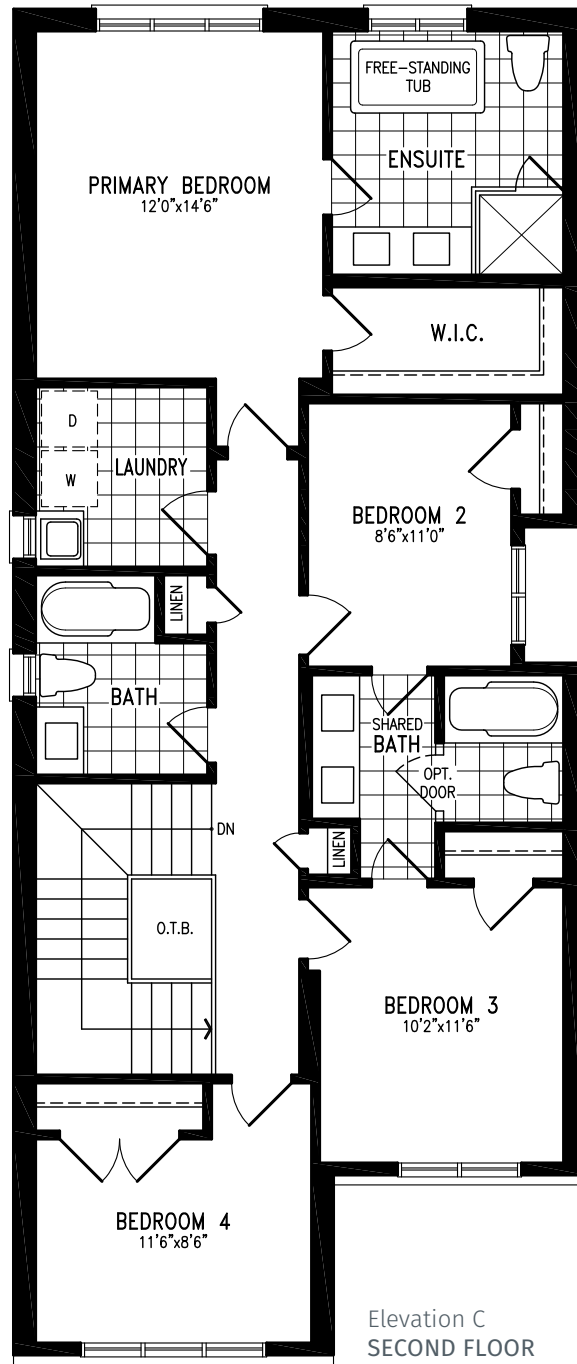 FREE-STANDING
TUB
ENSUITE
PRIMARY BEDROOM
12'0"x14'6"
W.I.C.
D
W
LAUNDRY
BEDROOM 2
8'6"x11'0"
LINEN
BATH
SHARED
BATH
OPT.
DOOR
DN
LINEN
O.T.B.
BEDROOM 3
10'2"x11'6"
BEDROOM 4
11'6"x8'6"
Elevation C
SECOND FLOOR